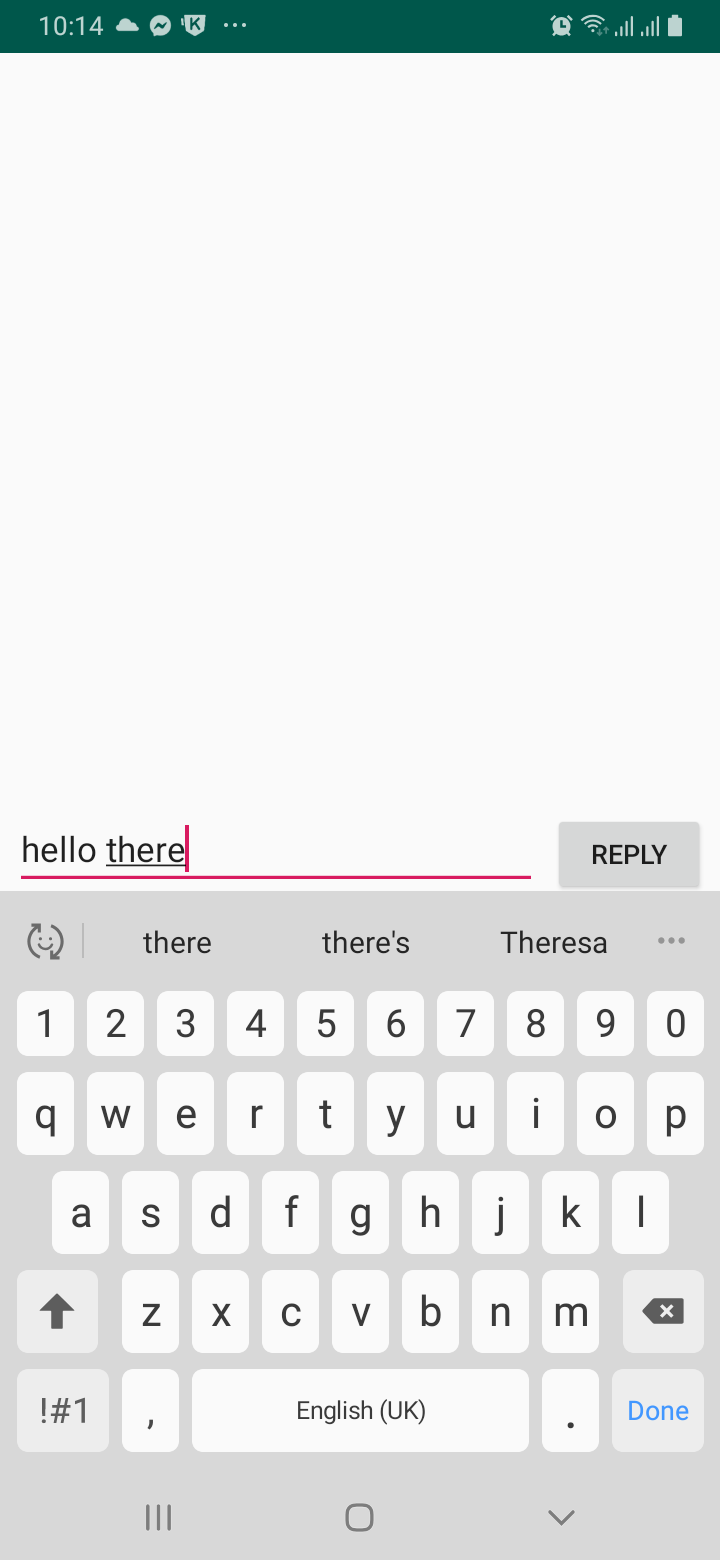 10:14
hello there
REPLY
there there's Theresa
1 2 3 4 5 6 7 8 9 0
q w e r t y u i o p
a s d f g h j k l
z x c v b n m
!#1 , English (UK) . Done